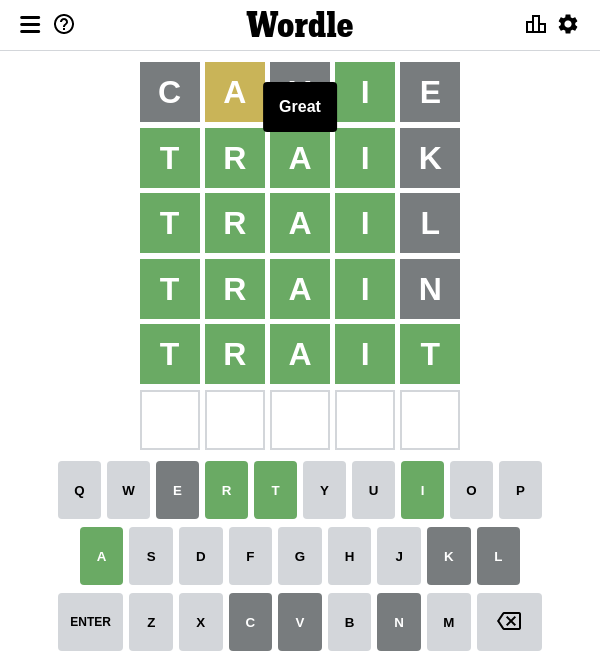 Wordle
C A I E
Great
T R A I K
T R A I L
T R A I N
T R A I T
Q W E R T Y U I O P
A S D F G H J K L
ENTER Z X C V B N M